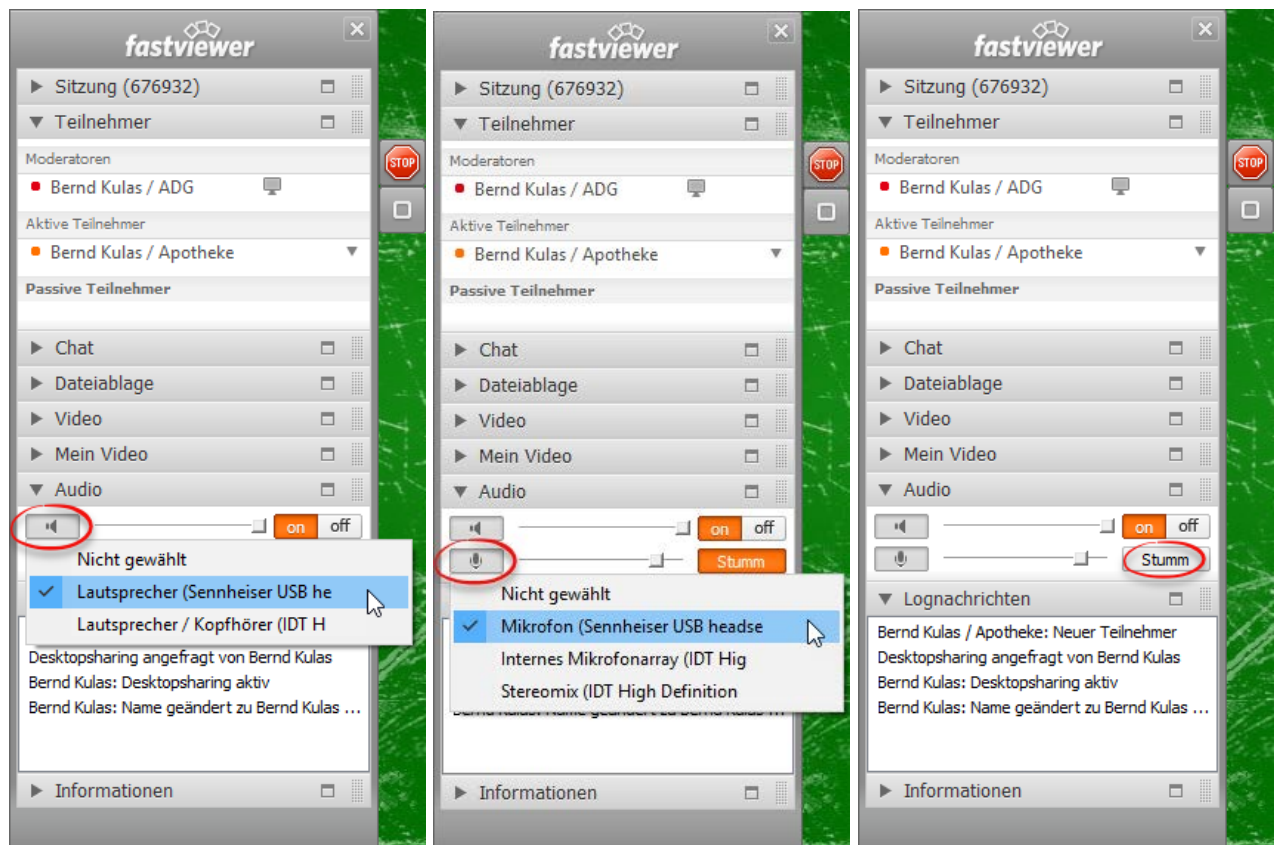 fastviewer
Sitzung (676932)
Teilnehmer
Moderatoren
Bernd Kulas / ADG
Aktive Teilnehmer
Bernd Kulas / Apotheke
Passive Teilnehmer
Chat
Dateiablage
Video
Mein Video
Audio
on off
Nicht gewählt
Lautsprecher (Sennheiser USB he
Lautsprecher / Kopfhörer (IDT H
Desktopsharing angefragt von Bernd Kulas
Bernd Kulas: Desktopsharing aktiv
Bernd Kulas: Name geändert zu Bernd Kulas ...
Informationen
STOP
fastviewer
Sitzung (676932)
Teilnehmer
Moderatoren
Bernd Kulas / ADG
Aktive Teilnehmer
Bernd Kulas / Apotheke
Passive Teilnehmer
Chat
Dateiablage
Video
Mein Video
Audio
on off
Stumm
Nicht gewählt
Mikrofon (Sennheiser USB headse
Internes Mikrofonarray (IDT Hig
Stereomix (IDT High Definition
Bernd Kulas: Name geändert zu Bernd Kulas ...
Informationen
STOP
fastviewer
Sitzung (676932)
Teilnehmer
Moderatoren
Bernd Kulas / ADG
Aktive Teilnehmer
Bernd Kulas / Apotheke
Passive Teilnehmer
Chat
Dateiablage
Video
Mein Video
Audio
on off
Stumm
Lognachrichten
Bernd Kulas / Apotheke: Neuer Teilnehmer
Desktopsharing angefragt von Bernd Kulas
Bernd Kulas: Desktopsharing aktiv
Bernd Kulas: Name geändert zu Bernd Kulas ...
Informationen
STOP